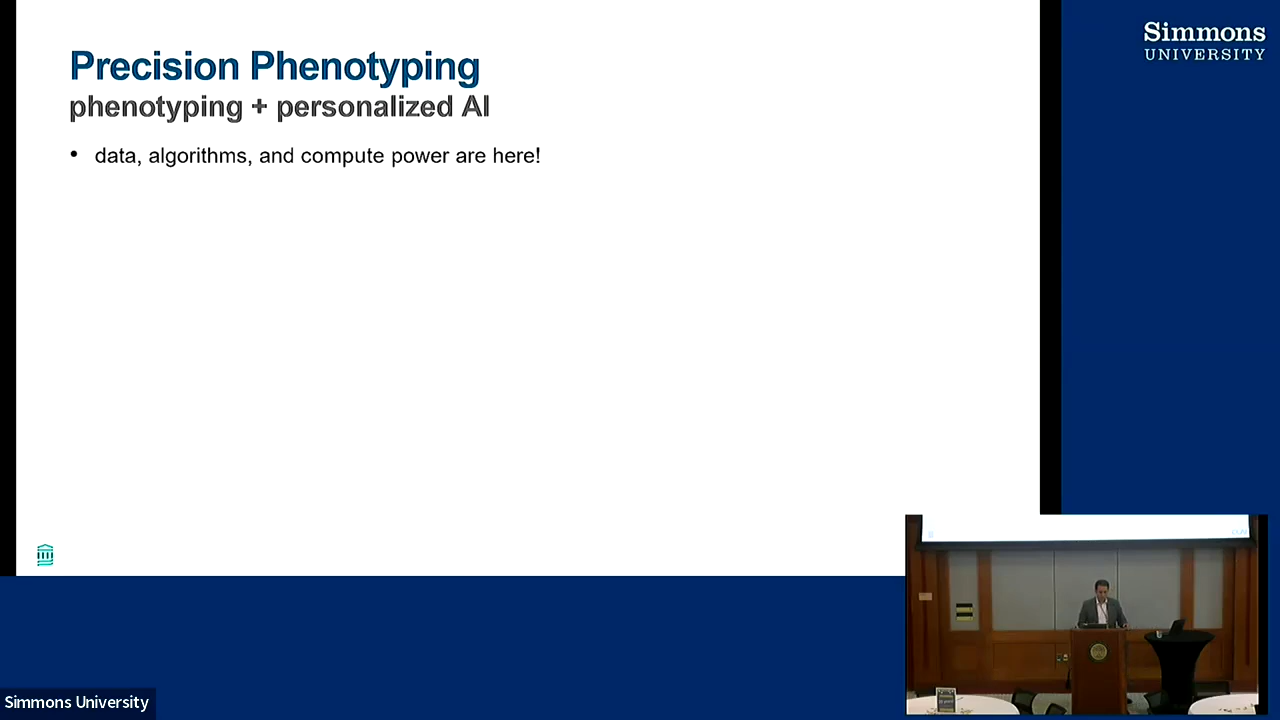 Precision Phenotyping
phenotyping + personalized AI
• data, algorithms, and compute power are here!
Simmons
UNIVERSITY
Simmons University